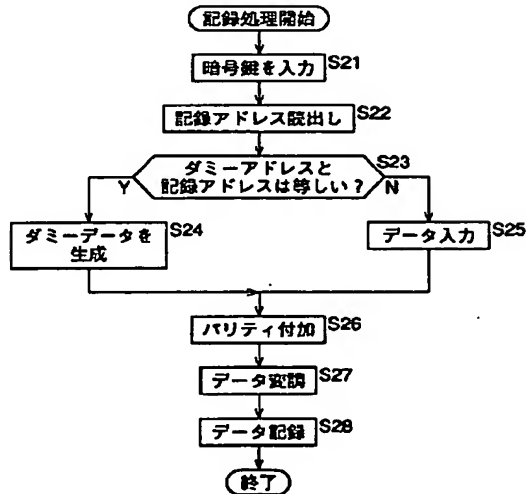 記録処理開始
暗号鍵を入力 S21
記録アドレス読出し S22
ダミーアドレスと S23
記録アドレスは等しい?
Y N
ダミーデータを S24
生成
データ入力 S25
パリティ付加 S26
データ変調 S27
データ記録 S28
終了